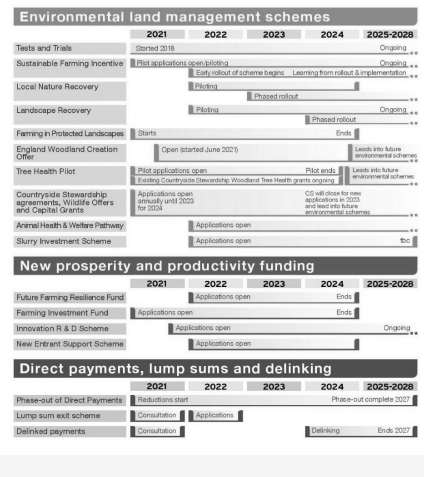 Environmental land management schemes
2021 2022 2023 2024 2025-2028
Tests and Trials Started 2018 Ongoing
Sustainable Farming Incentive Pilot applications open/piloting Ongoing
Early rollout of scheme begins Learning from rollout & implementation
Local Nature Recovery Piloting
Phased rollout
Landscape Recovery Piloting Ongoing
Phased rollout
Farming in Protected Landscapes Starts Ends
England Woodland Creation Offer Open (started June 2021) Leads into future environmental schemes
Tree Health Pilot Pilot applications open Pilot ends Leads into future environmental schemes
Existing Countryside Stewardship Woodland Tree Health grants ongoing
Countryside Stewardship agreements, Wildlife Offers and Capital Grants Applications open annually until 2023 for 2024 CS will close for new applications in 2023 and lead into future environmental schemes
Animal Health & Welfare Pathway Applications open
Slurry Investment Scheme Applications open tbc
New prosperity and productivity funding
2021 2022 2023 2024 2025-2028
Future Farming Resilience Fund Applications open Ends
Farming Investment Fund Applications open Ends
Innovation R & D Scheme Applications open Ongoing
New Entrant Support Scheme Applications open
Direct payments, lump sums and delinking
2021 2022 2023 2024 2025-2028
Phase-out of Direct Payments Reductions start Phase-out complete 2027
Lump sum exit scheme Consultation Applications
Delinked payments Consultation Delinking Ends 2027